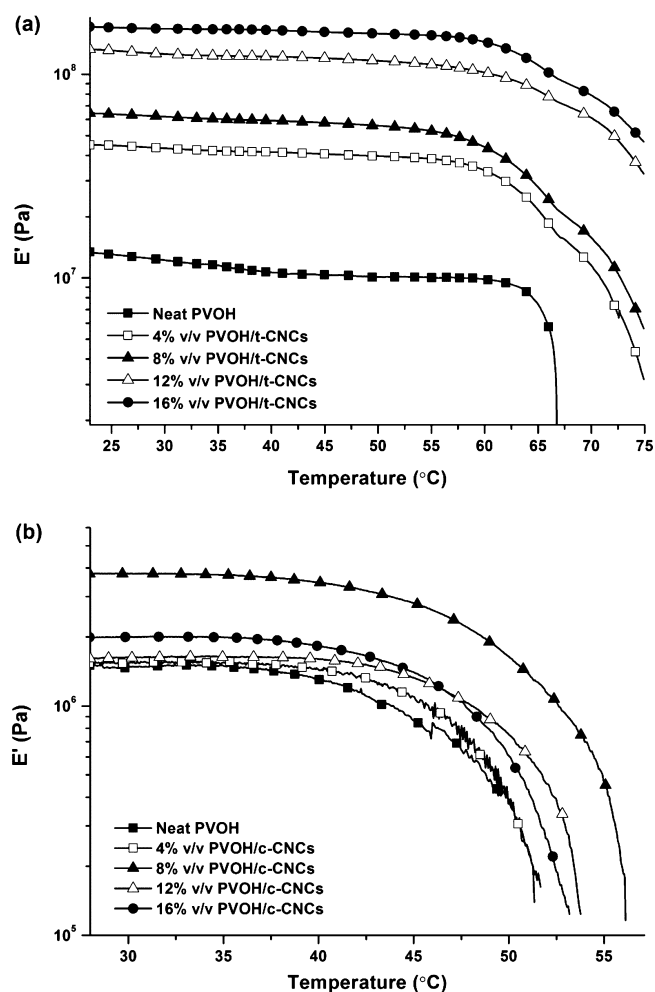 (a)
10⁸
10⁷
E' (Pa)
Neat PVOH
4% v/v PVOH/t-CNCs
8% v/v PVOH/t-CNCs
12% v/v PVOH/t-CNCs
16% v/v PVOH/t-CNCs
25 30 35 40 45 50 55 60 65 70 75
Temperature (°C)
(b)
10⁶
10⁵
E' (Pa)
Neat PVOH
4% v/v PVOH/c-CNCs
8% v/v PVOH/c-CNCs
12% v/v PVOH/c-CNCs
16% v/v PVOH/c-CNCs
30 35 40 45 50 55
Temperature (°C)